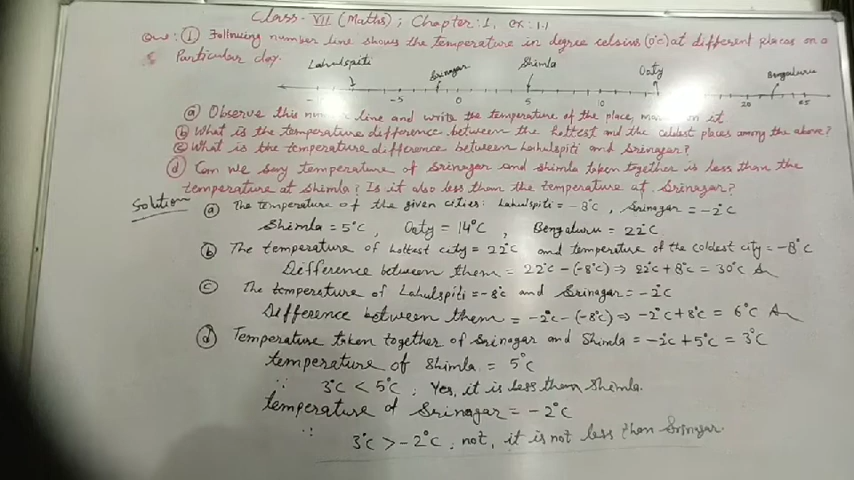 Class - VII (Maths) ; Chapter : 1, ex : 1.1
Que : ① Following number line shows the temperature in degree celsius (0°c) at different places on a
Particular day.
Lahulspiti Srinagar Shimla Ooty Bengaluru
-5 0 5 10 20 25
ⓐ Observe this number line and write the temperature of the place, on it
ⓑ What is the temperature difference between the hottest and the coldest places among the above?
ⓒ What is the temperature difference between Lahulspiti and Srinagar?
ⓓ Can we say temperature of Srinagar and Shimla taken together is less than the
temperature at Shimla? Is it also less than the temperature at Srinagar?
Solution
ⓐ The temperature of the given cities: Lahulspiti = -8°c, Srinagar = -2°c
Shimla = 5°c, Ooty = 14°c, Bengaluru = 22°c
ⓑ The temperature of hottest city = 22°c and temperature of the coldest city = -8°c
Difference between them = 22°c - (-8°c) ⇒ 22°c + 8°c = 30°c
ⓒ The temperature of Lahulspiti = -8°c and Srinagar = -2°c
Difference between them = -2°c - (-8°c) ⇒ -2°c + 8°c = 6°c
ⓓ Temperature taken together of Srinagar and Shimla = -2°c + 5°c = 3°c
temperature of Shimla = 5°c
∵ 3°c < 5°c ; Yes, it is less than Shimla.
temperature of Srinagar = -2°c
∵ 3°c > -2°c ; not, it is not less than Srinagar.